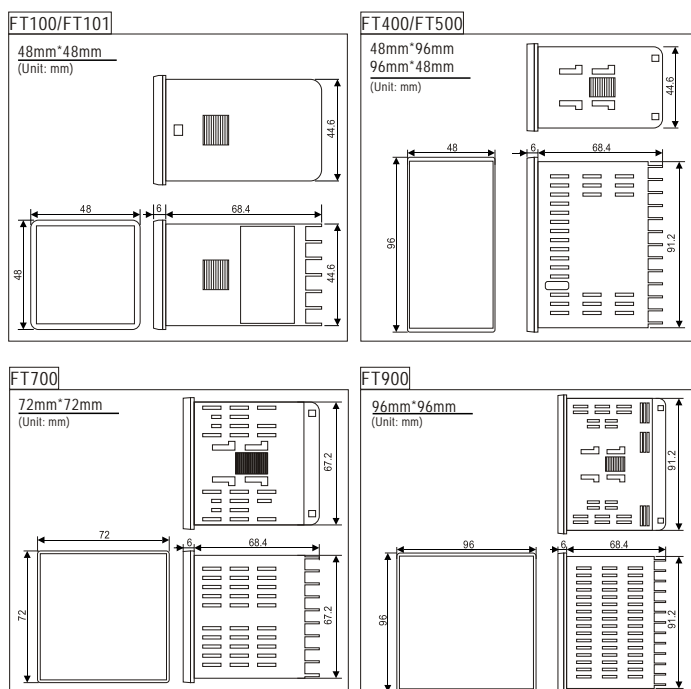 FT100/FT101
48mm*48mm
(Unit: mm)
44.6
48
6
68.4
48
44.6
FT400/FT500
48mm*96mm
96mm*48mm
(Unit: mm)
44.6
48
6
68.4
96
91.2
FT700
72mm*72mm
(Unit: mm)
67.2
72
6
68.4
72
67.2
FT900
96mm*96mm
(Unit: mm)
91.2
96
6
68.4
96
91.2